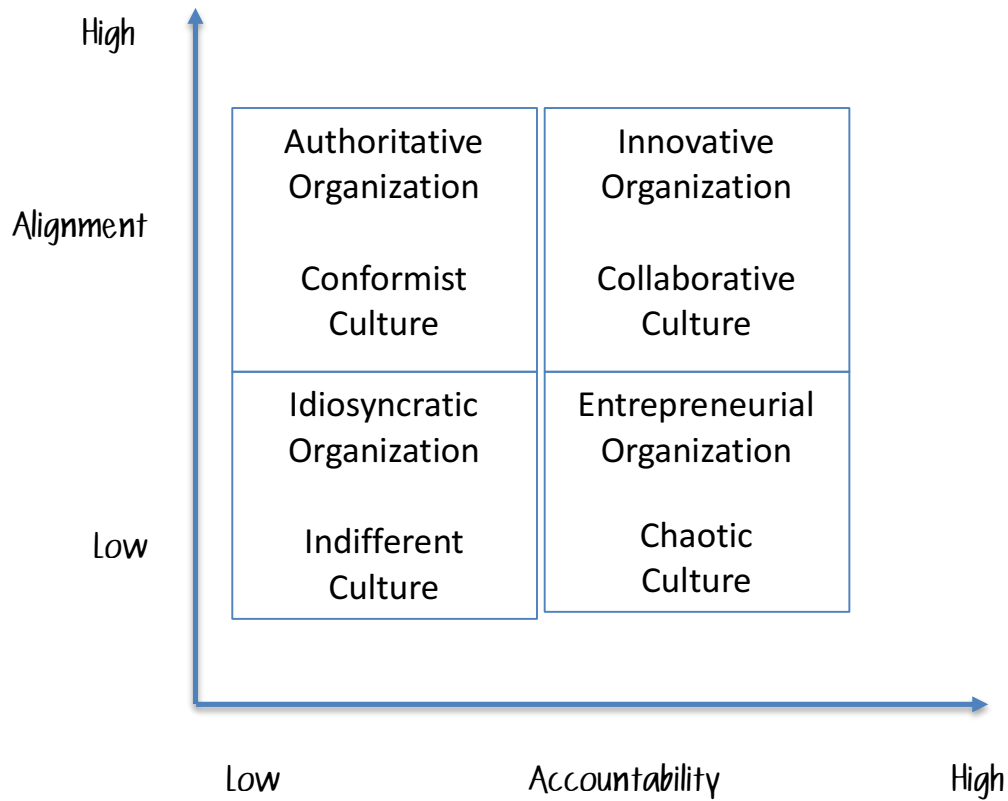 High
Authoritative
Organization
Conformist
Culture
Innovative
Organization
Collaborative
Culture
Alignment
Idiosyncratic
Organization
Indifferent
Culture
Entrepreneurial
Organization
Chaotic
Culture
Low
Low
Accountability
High